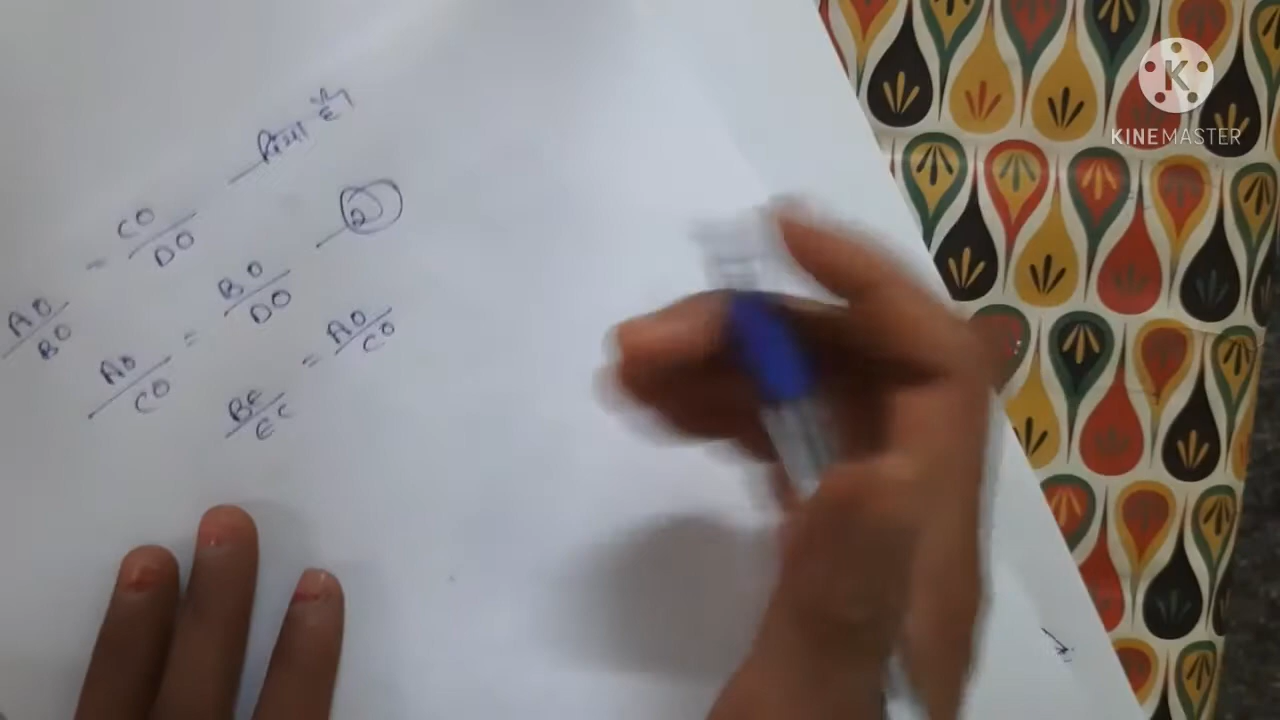 AO/BO = CO/DO — दिया है
AO/CO = BO/DO — (2)
BE/EC = AO/CO
KINEMASTER